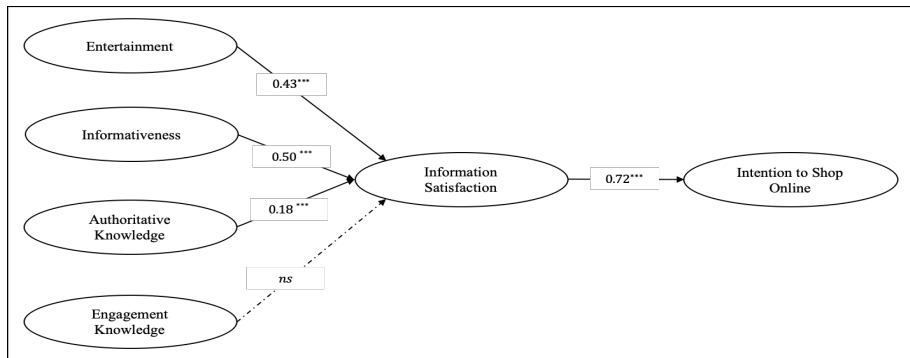 Entertainment
0.43***
Informativeness
0.50 ***
Information
Satisfaction
0.72***
Intention to Shop
Online
0.18 ***
Authoritative
Knowledge
ns
Engagement
Knowledge